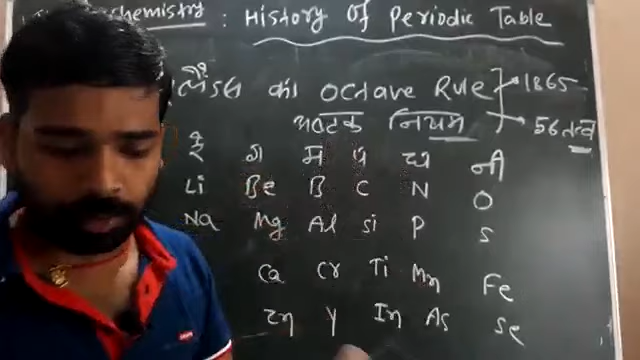 chemistry : History of Periodic Table
का Octave Rule 1865
अष्टक नियम 56 तत्व
रे ग म प ध नी
Li Be B C N O
Na Mg Al Si P S
Ca Cr Ti Mn Fe
Zn Y In As Se